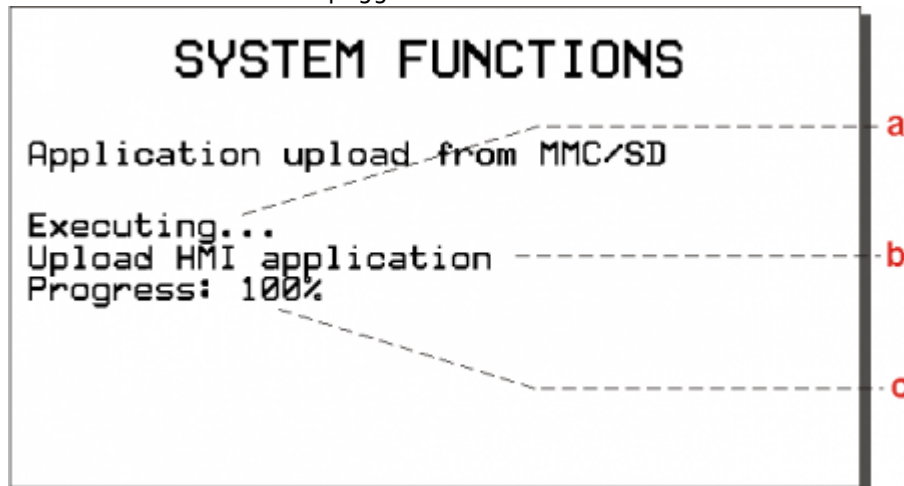 SYSTEM FUNCTIONS
a
Application upload from MMC/SD
Executing...
Upload HMI application
b
Progress: 100%
c